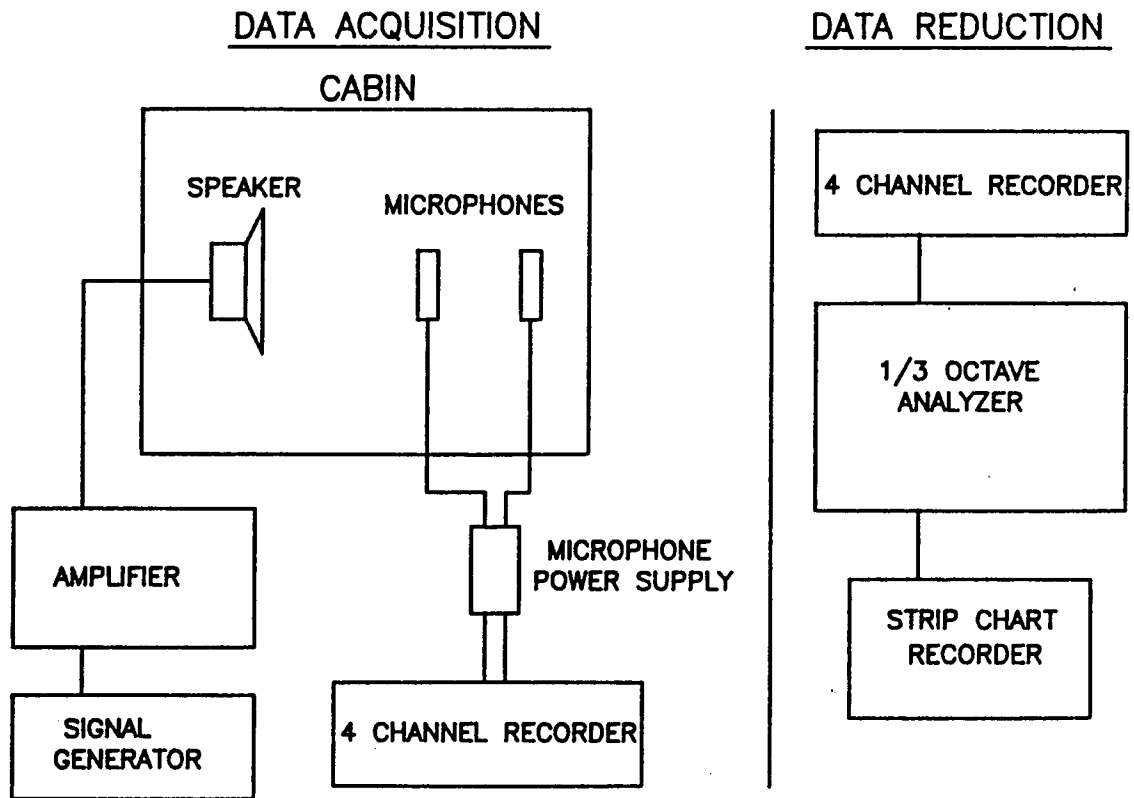 DATA ACQUISITION
CABIN
SPEAKER
MICROPHONES
AMPLIFIER
SIGNAL
GENERATOR
MICROPHONE
POWER SUPPLY
4 CHANNEL RECORDER
DATA REDUCTION
4 CHANNEL RECORDER
1/3 OCTAVE
ANALYZER
STRIP CHART
RECORDER